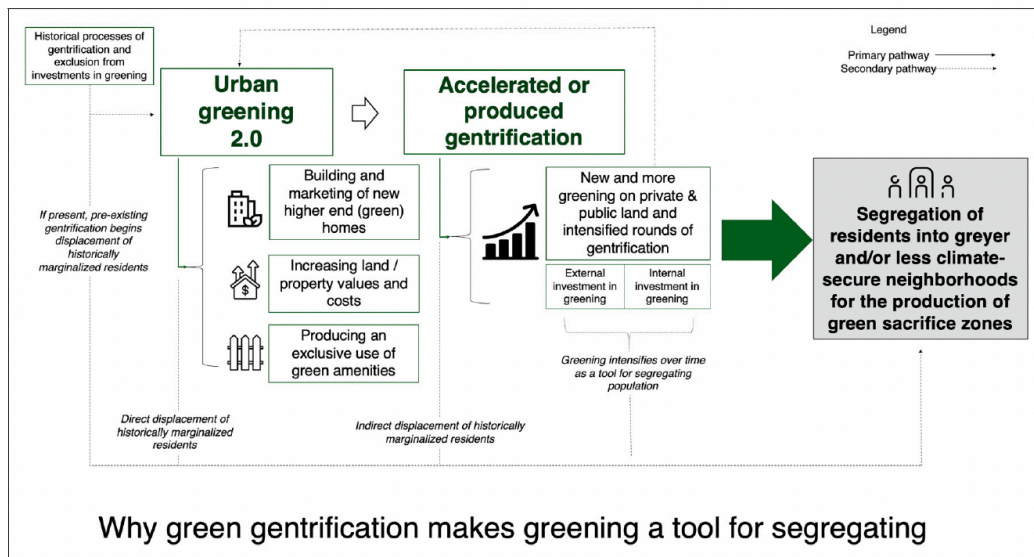 Historical processes of
gentrification and
exclusion from
investments in greening
Legend
Primary pathway
Secondary pathway
Urban
greening
2.0
Accelerated or
produced
gentrification
If present, pre-existing
gentrification begins
displacement of
historically
marginalized residents
Building and
marketing of new
higher end (green)
homes
$
Increasing land /
property values and
costs
Producing an
exclusive use of
green amenities
New and more
greening on private &
public land and
intensified rounds of
gentrification
External
investment in
greening
Internal
investment in
greening
Greening intensifies over time
as a tool for segregating
population
Segregation of
residents into greyer
and/or less climate-
secure neighborhoods
for the production of
green sacrifice zones
Direct displacement of
historically marginalized
residents
Indirect displacement of historically
marginalized residents
Why green gentrification makes greening a tool for segregating